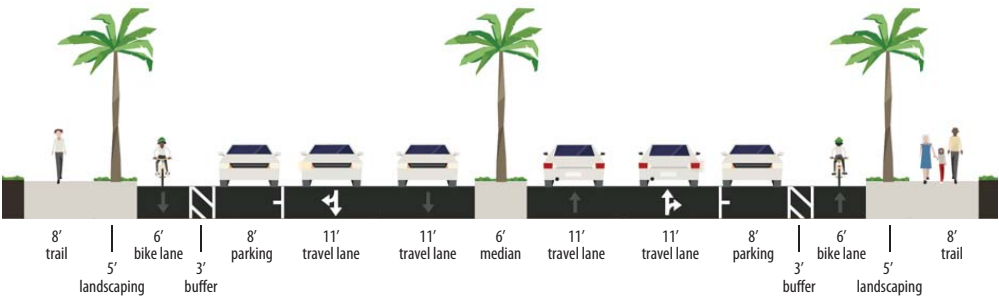 8’
trail
5’
landscaping
6’
bike lane
3’
buffer
8’
parking
11’
travel lane
11’
travel lane
6’
median
11’
travel lane
11’
travel lane
8’
parking
3’
buffer
6’
bike lane
5’
landscaping
8’
trail